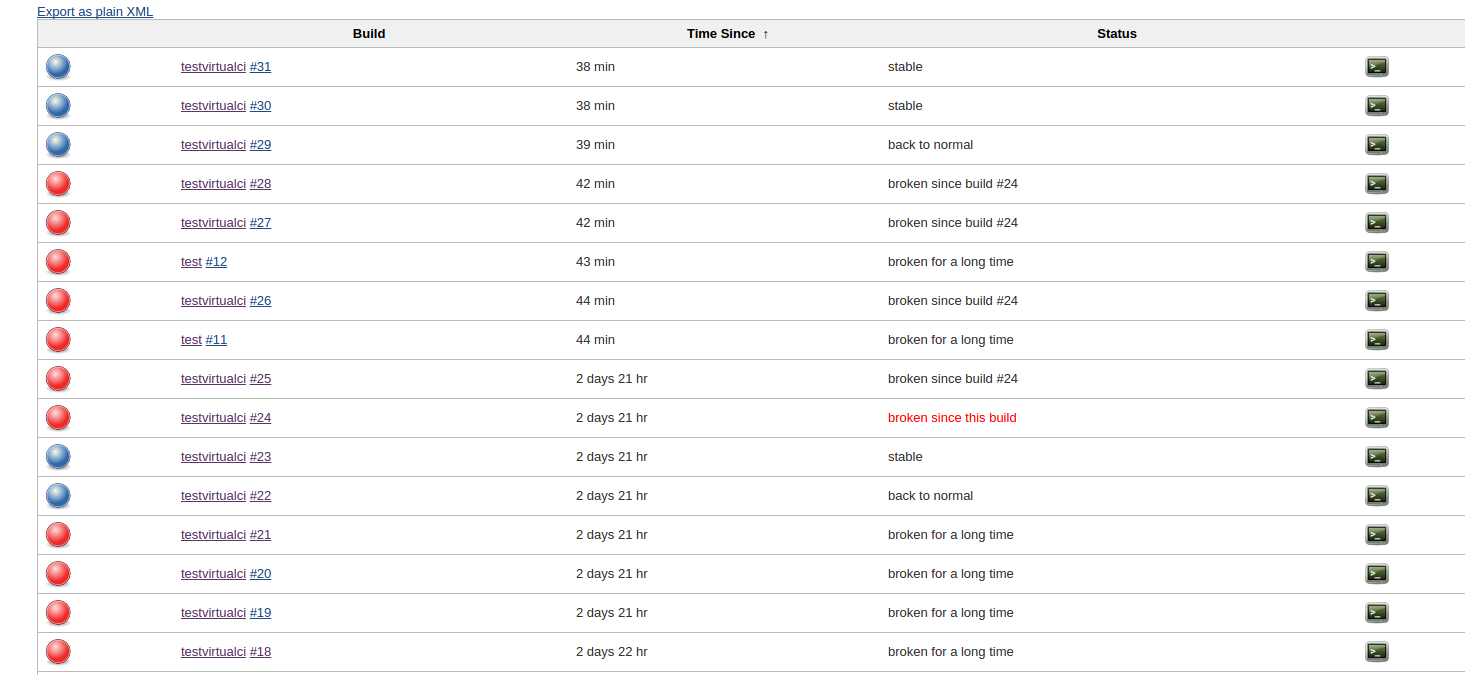 Export as plain XML
Build Time Since ↑ Status
testvirtualci #31 38 min stable
testvirtualci #30 38 min stable
testvirtualci #29 39 min back to normal
testvirtualci #28 42 min broken since build #24
testvirtualci #27 42 min broken since build #24
test #12 43 min broken for a long time
testvirtualci #26 44 min broken since build #24
test #11 44 min broken for a long time
testvirtualci #25 2 days 21 hr broken since build #24
testvirtualci #24 2 days 21 hr broken since this build
testvirtualci #23 2 days 21 hr stable
testvirtualci #22 2 days 21 hr back to normal
testvirtualci #21 2 days 21 hr broken for a long time
testvirtualci #20 2 days 21 hr broken for a long time
testvirtualci #19 2 days 21 hr broken for a long time
testvirtualci #18 2 days 22 hr broken for a long time